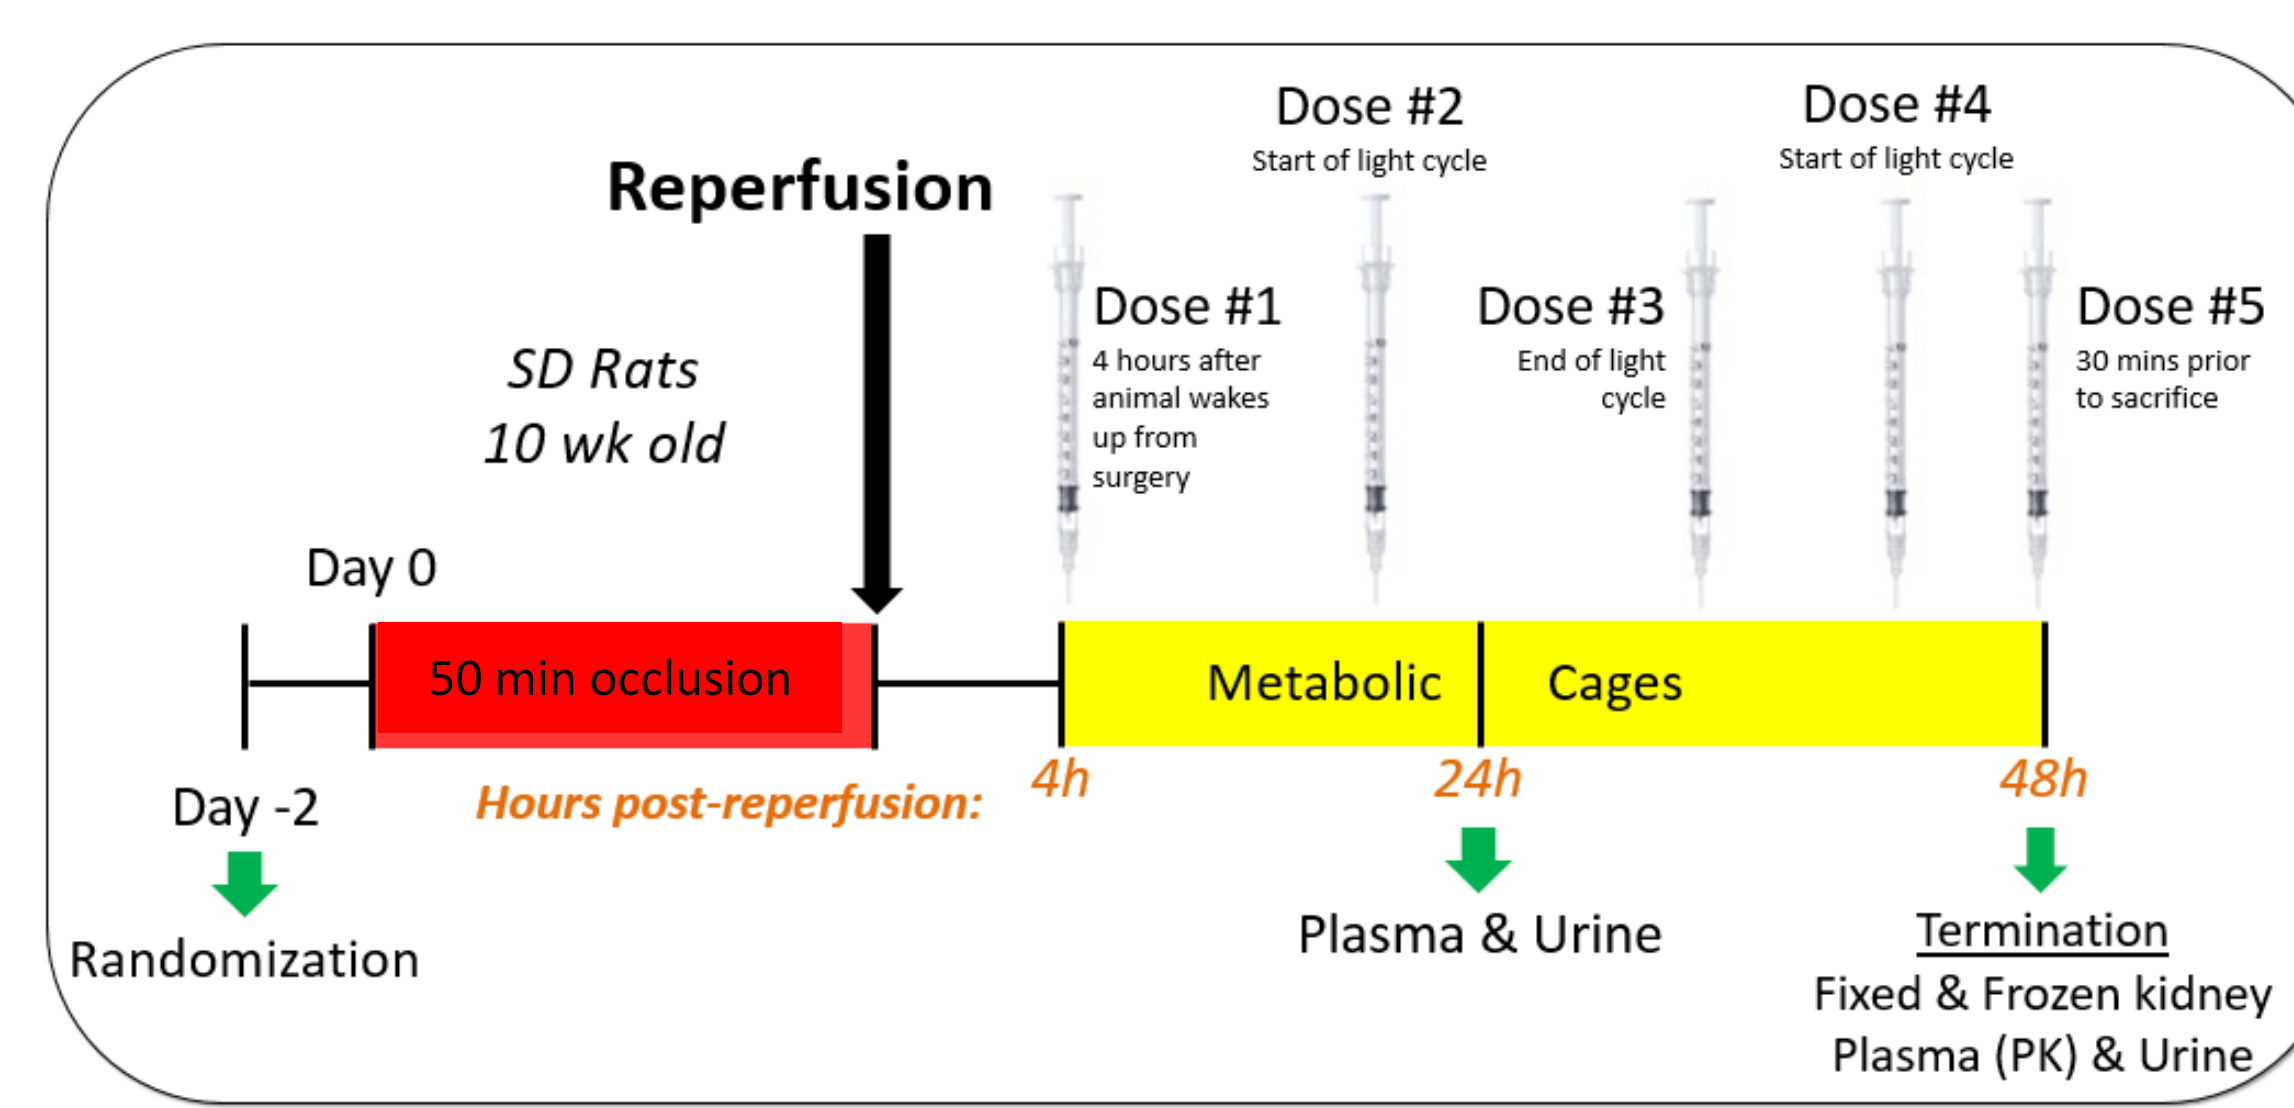 Reperfusion
SD Rats
10 wk old
Day 0
50 min occlusion
Day -2
Randomization
Hours post-reperfusion:
Dose #1
4 hours after
animal wakes
up from
surgery
Dose #2
Start of light cycle
Dose #3
End of light
cycle
Dose #4
Start of light cycle
Dose #5
30 mins prior
to sacrifice
Metabolic Cages
4h
24h
48h
Plasma & Urine
Termination
Fixed & Frozen kidney
Plasma (PK) & Urine